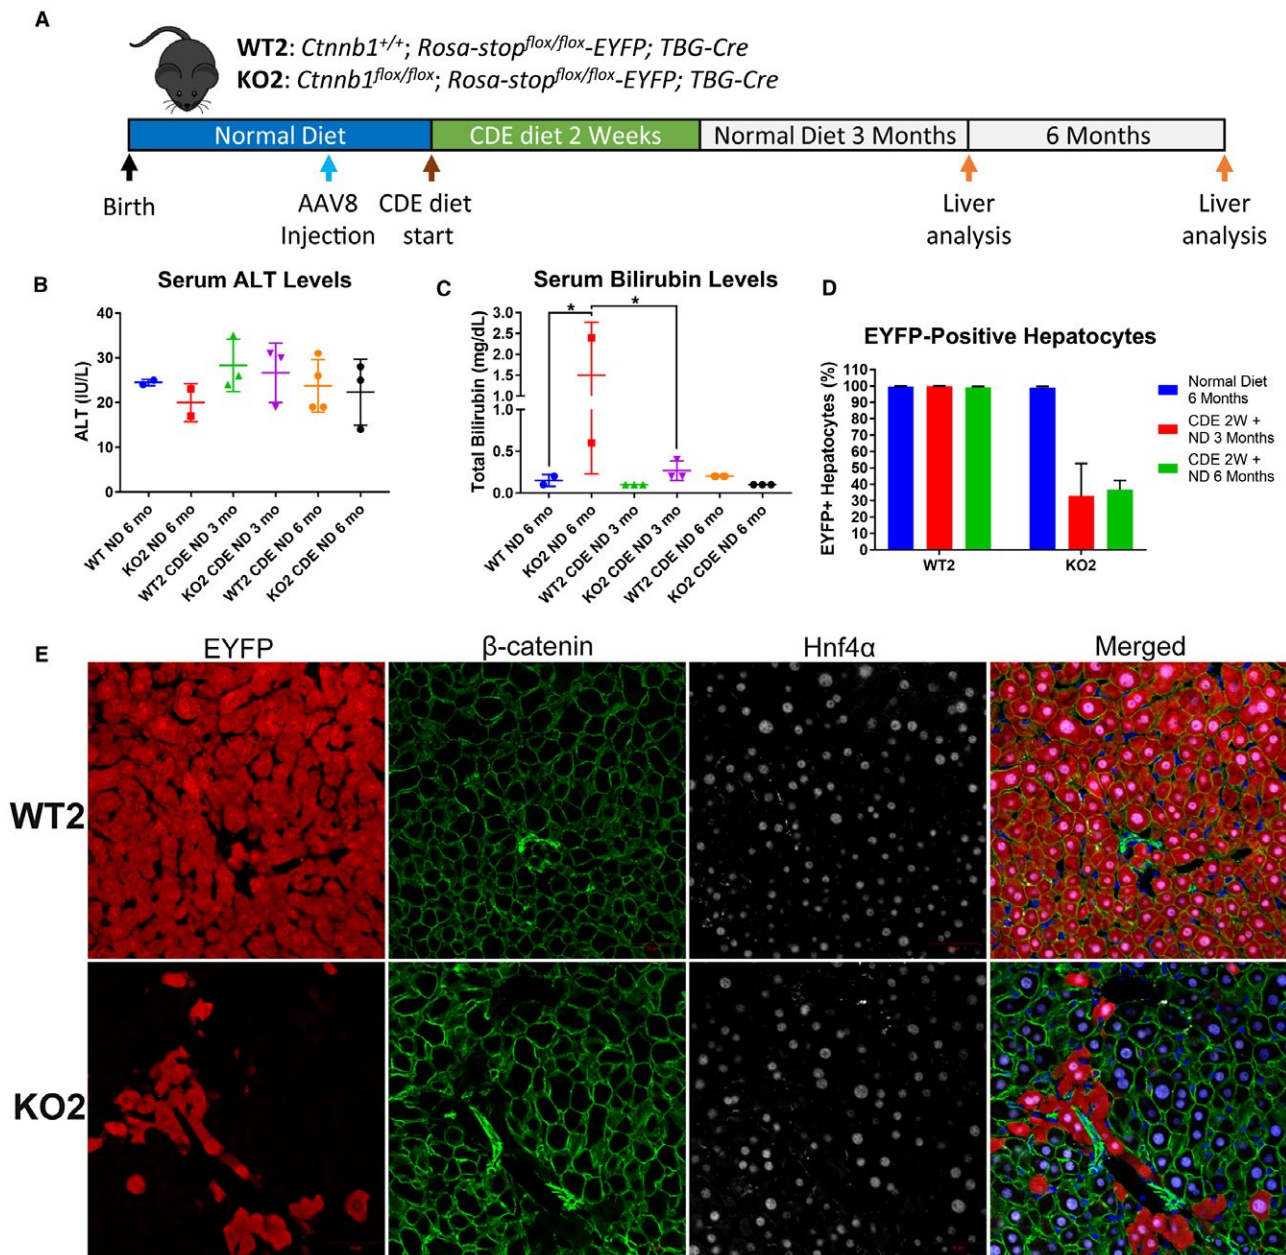 A
WT2: Ctnnb1+/+; Rosa-stopflox/flox-EYFP; TBG-Cre
KO2: Ctnnb1flox/flox; Rosa-stopflox/flox-EYFP; TBG-Cre
Normal Diet
CDE diet 2 Weeks
Normal Diet 3 Months
6 Months
Birth
AAV8
Injection
CDE diet
start
Liver
analysis
Liver
analysis
B
Serum ALT Levels
ALT (IU/L)
40
30
20
10
0
WT ND 6 mo
KO2 ND 6 mo
WT2 CDE ND 3 mo
KO2 CDE ND 3 mo
WT2 CDE ND 6 mo
KO2 CDE ND 6 mo
C
Serum Bilirubin Levels
Total Bilirubin (mg/dL)
3.0
2.5
2.0
1.5
1.0
0.5
0.0
*
*
WT ND 6 mo
KO2 ND 6 mo
WT2 CDE ND 3 mo
KO2 CDE ND 3 mo
WT2 CDE ND 6 mo
KO2 CDE ND 6 mo
D
EYFP-Positive Hepatocytes
EYFP+ Hepatocytes (%)
110
100
90
80
70
60
50
40
30
20
10
0
WT2
KO2
Normal Diet
6 Months
CDE 2W +
ND 3 Months
CDE 2W +
ND 6 Months
E
EYFP
β-catenin
Hnf4α
Merged
WT2
KO2